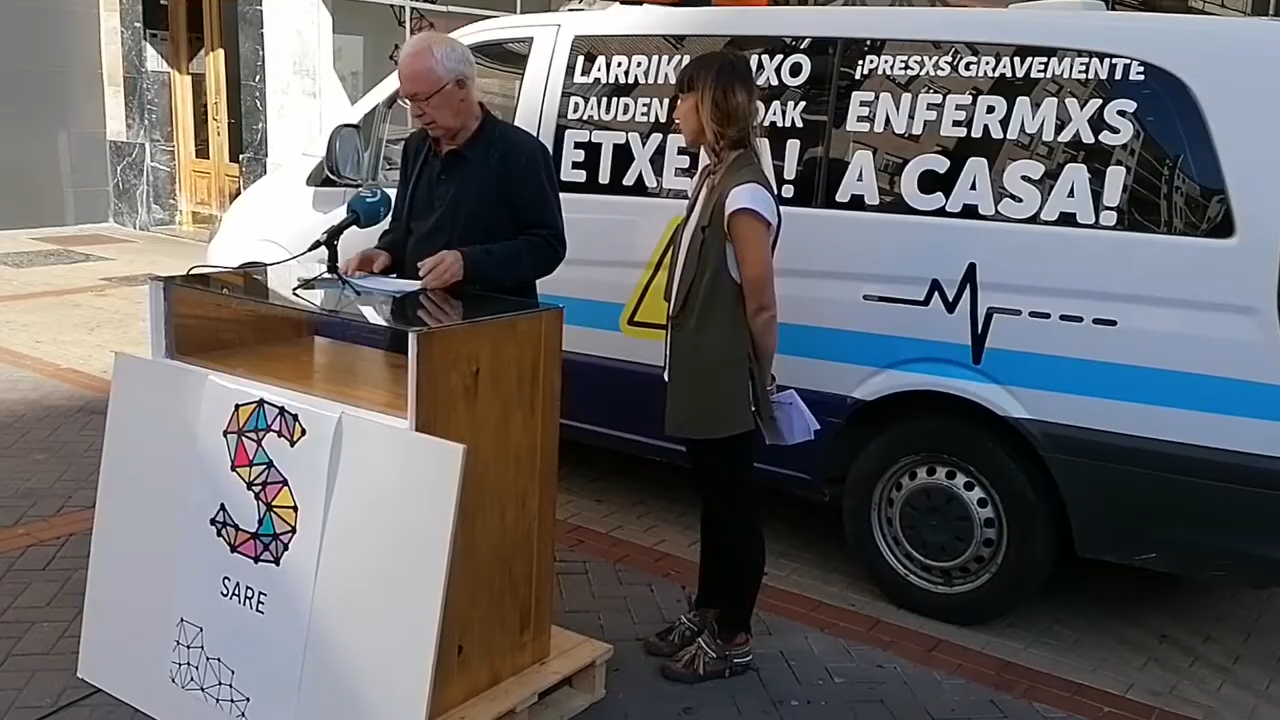 LARRIKI
XO
DAUDEN
DAK
ETXE
!
¡PRESXS GRAVEMENTE
ENFERMXS
A CASA!
SARE